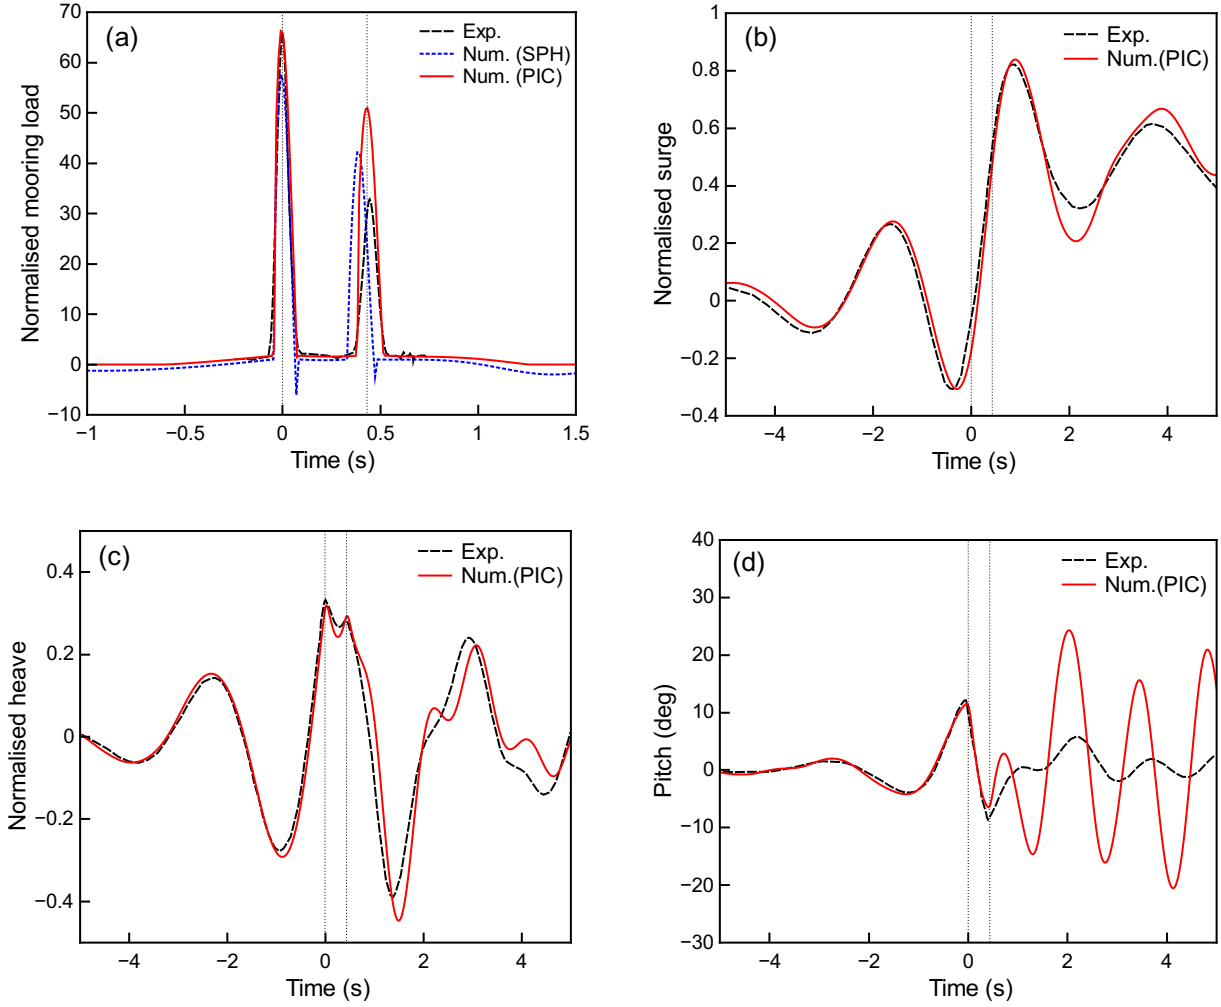 (a)
Exp.
Num. (SPH)
Num. (PIC)
Normalised mooring load
70
60
50
40
30
20
10
0
−10
−1
−0.5
0
0.5
1
1.5
Time (s)
(b)
Exp.
Num.(PIC)
Normalised surge
1
0.8
0.6
0.4
0.2
0
−0.2
−0.4
−4
−2
0
2
4
Time (s)
(c)
Exp.
Num.(PIC)
Normalised heave
0.4
0.2
0
−0.2
−0.4
−4
−2
0
2
4
Time (s)
(d)
Exp.
Num.(PIC)
Pitch (deg)
40
30
20
10
0
−10
−20
−30
−4
−2
0
2
4
Time (s)